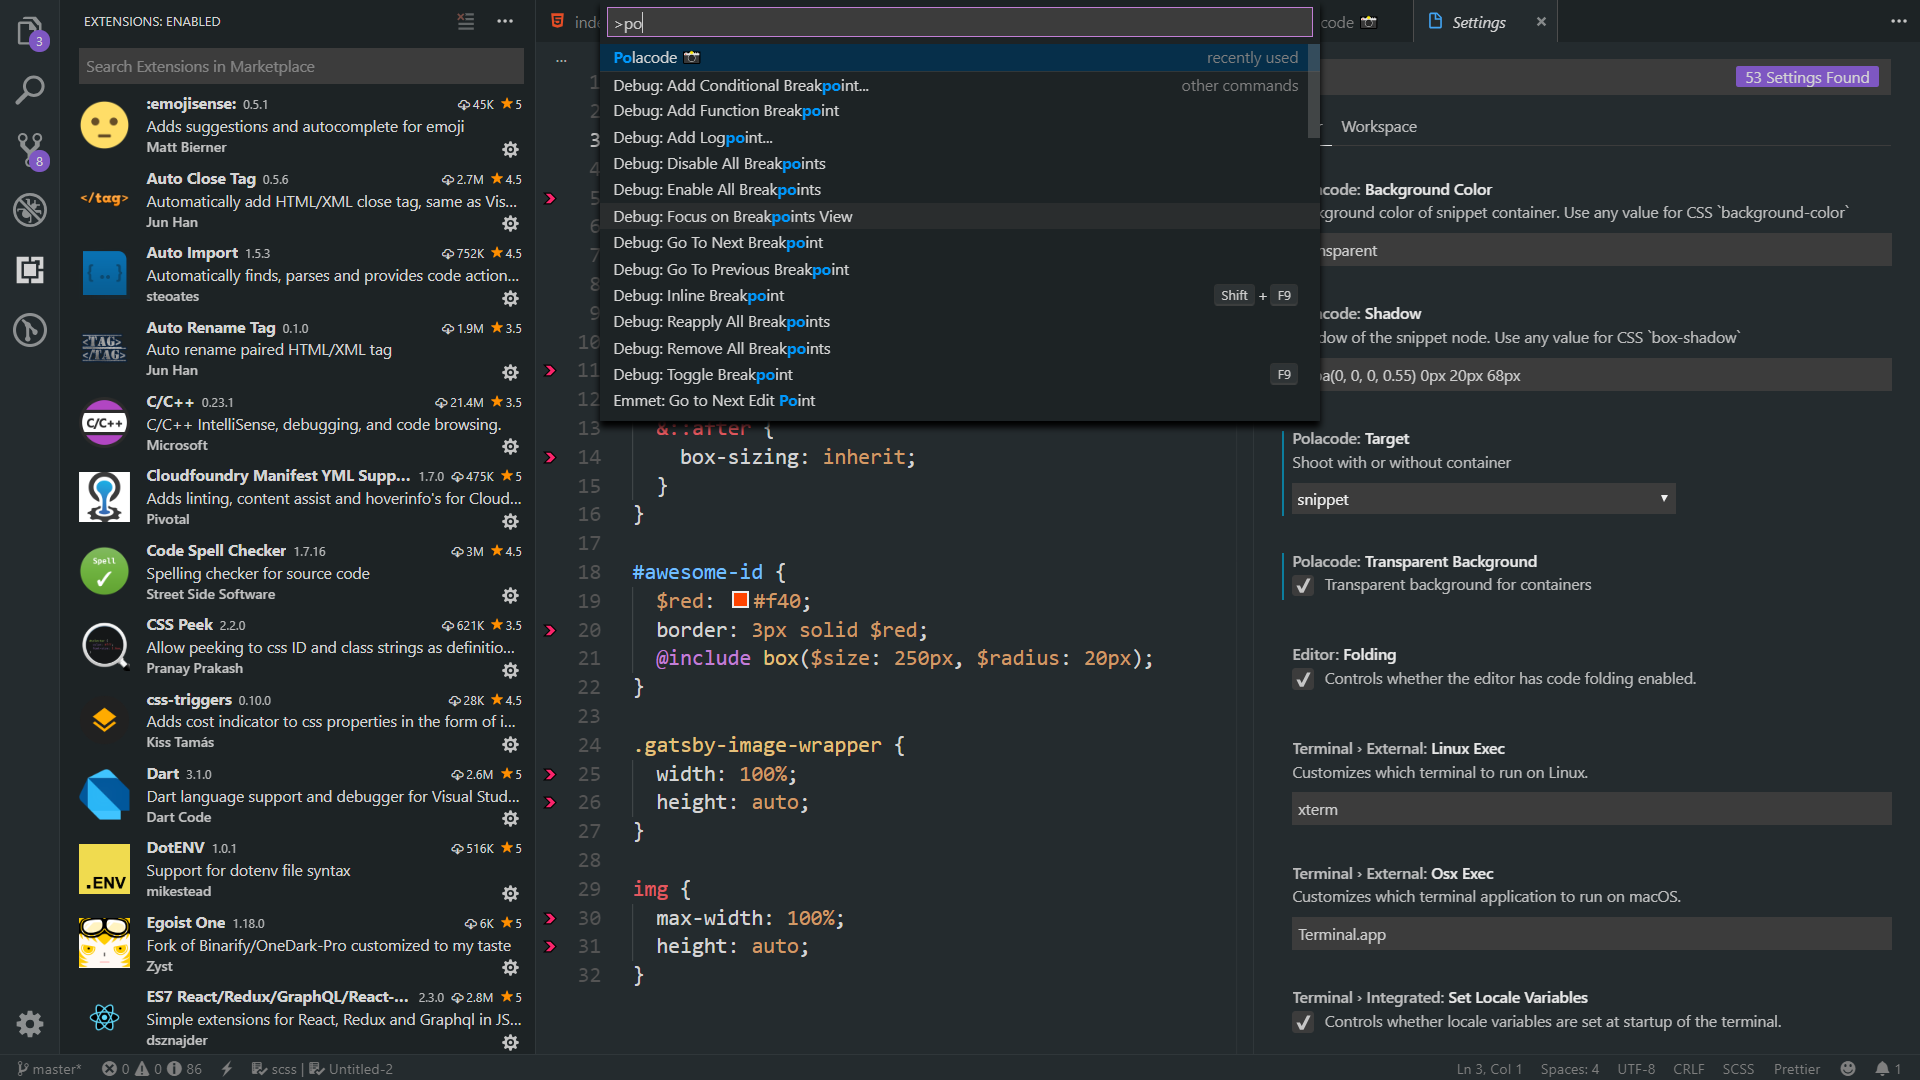 EXTENSIONS: ENABLED
Search Extensions in Marketplace
:emojisense: 0.5.1 45K 5
Adds suggestions and autocomplete for emoji
Matt Bierner
Auto Close Tag 0.5.6 2.7M 4.5
Automatically add HTML/XML close tag, same as Vis...
Jun Han
Auto Import 1.5.3 752K 4.5
Automatically finds, parses and provides code action...
steoates
Auto Rename Tag 0.1.0 1.9M 3.5
Auto rename paired HTML/XML tag
Jun Han
C/C++ 0.23.1 21.4M 3.5
C/C++ IntelliSense, debugging, and code browsing.
Microsoft
Cloudfoundry Manifest YML Supp... 1.7.0 475K 5
Adds linting, content assist and hoverinfo's for Cloud...
Pivotal
Code Spell Checker 1.7.16 3M 4.5
Spelling checker for source code
Street Side Software
CSS Peek 2.2.0 621K 3.5
Allow peeking to css ID and class strings as definitio...
Pranay Prakash
css-triggers 0.10.0 28K 4.5
Adds cost indicator to css properties in the form of i...
Kiss Tamás
Dart 3.1.0 2.6M 5
Dart language support and debugger for Visual Stud...
Dart Code
DotENV 1.0.1 516K 5
Support for dotenv file syntax
mikestead
Egoist One 1.18.0 6K 5
Fork of Binarify/OneDark-Pro customized to my taste
Zyst
ES7 React/Redux/GraphQL/React-... 2.3.0 2.8M 5
Simple extensions for React, Redux and Graphql in JS...
dsznajder
3
8
</tag>
{..}
<TAG>
</TAG>
C/C++
Spell
.ENV
>po
Polacode 📸 recently used
Debug: Add Conditional Breakpoint... other commands
Debug: Add Function Breakpoint
Debug: Add Logpoint...
Debug: Disable All Breakpoints
Debug: Enable All Breakpoints
Debug: Focus on Breakpoints View
Debug: Go To Next Breakpoint
Debug: Go To Previous Breakpoint
Debug: Inline Breakpoint Shift + F9
Debug: Reapply All Breakpoints
Debug: Remove All Breakpoints
Debug: Toggle Breakpoint F9
Emmet: Go to Next Edit Point
inde
...
1
2
3
4
5
6
7
8
9
10
11
12
13 &::after {
14 box-sizing: inherit;
15 }
16 }
17
18 #awesome-id {
19 $red: #f40;
20 border: 3px solid $red;
21 @include box($size: 250px, $radius: 20px);
22 }
23
24 .gatsby-image-wrapper {
25 width: 100%;
26 height: auto;
27 }
28
29 img {
30 max-width: 100%;
31 height: auto;
32 }
code 📸
Settings
53 Settings Found
Workspace
acode: Background Color
kground color of snippet container. Use any value for CSS `background-color`
nsparent
acode: Shadow
dow of the snippet node. Use any value for CSS `box-shadow`
ba(0, 0, 0, 0.55) 0px 20px 68px
Polacode: Target
Shoot with or without container
snippet
Polacode: Transparent Background
Transparent background for containers
Editor: Folding
Controls whether the editor has code folding enabled.
Terminal › External: Linux Exec
Customizes which terminal to run on Linux.
xterm
Terminal › External: Osx Exec
Customizes which terminal application to run on macOS.
Terminal.app
Terminal › Integrated: Set Locale Variables
Controls whether locale variables are set at startup of the terminal.
master* 0 0 86 scss | Untitled-2 Ln 3, Col 1 Spaces: 4 UTF-8 CRLF SCSS Prettier 1